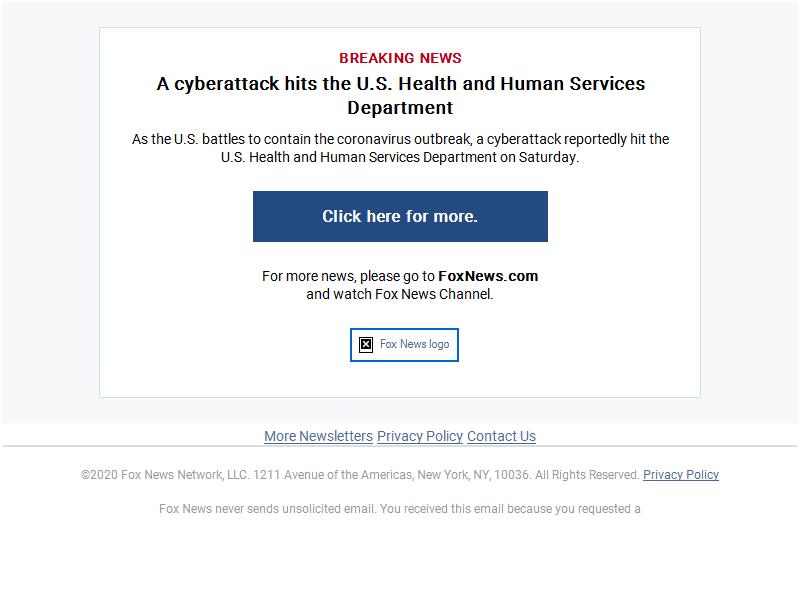 BREAKING NEWS
A cyberattack hits the U.S. Health and Human Services
Department
As the U.S. battles to contain the coronavirus outbreak, a cyberattack reportedly hit the
U.S. Health and Human Services Department on Saturday.
Click here for more.
For more news, please go to FoxNews.com
and watch Fox News Channel.
Fox News logo
More Newsletters Privacy Policy Contact Us
©2020 Fox News Network, LLC. 1211 Avenue of the Americas, New York, NY, 10036. All Rights Reserved. Privacy Policy
Fox News never sends unsolicited email. You received this email because you requested a